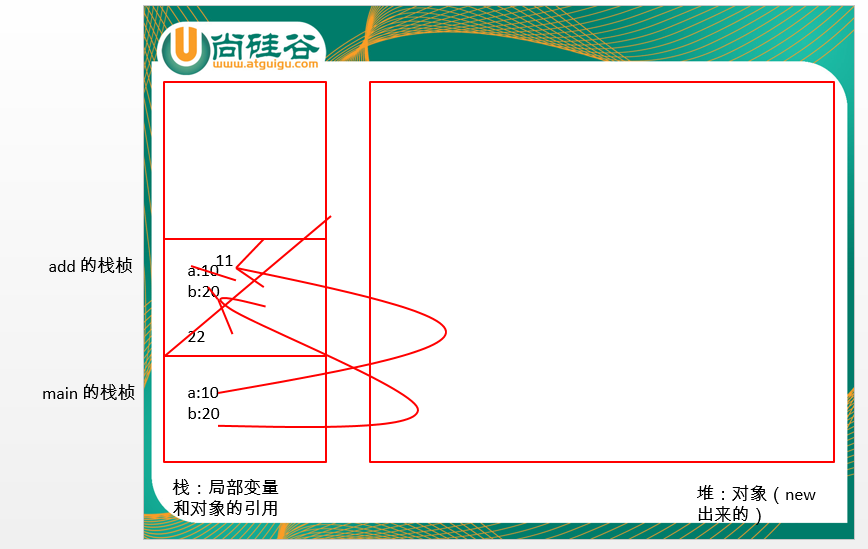 尚硅谷
www.atguigu.com
add 的栈桢
11
a:10
b:20
22
main 的栈桢
a:10
b:20
栈：局部变量
和对象的引用
堆：对象（new
出来的）